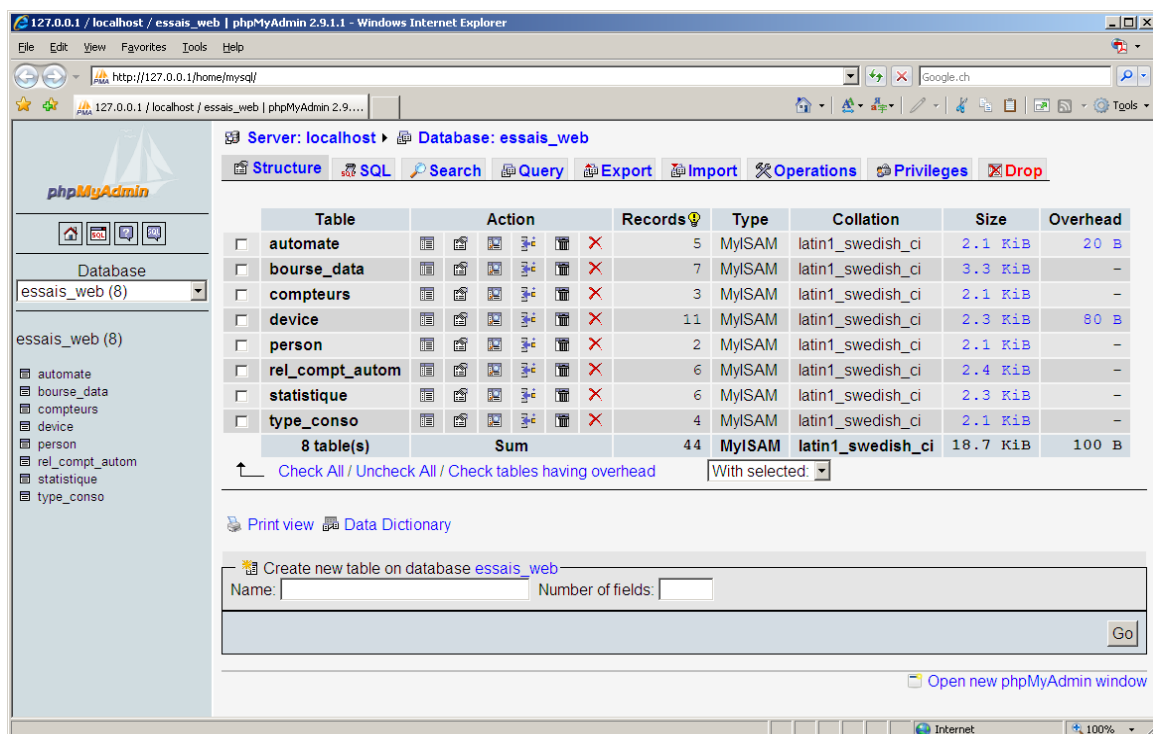 127.0.0.1 / localhost / essais_web | phpMyAdmin 2.9.1.1 - Windows Internet Explorer
File Edit View Favorites Tools Help
PMA http://127.0.0.1/home/mysql/ Google.ch
PMA 127.0.0.1 / localhost / essais_web | phpMyAdmin 2.9.... Tools
phpMyAdmin
SQL
Database
essais_web (8)
essais_web (8)
automate
bourse_data
compteurs
device
person
rel_compt_autom
statistique
type_conso
Server: localhost Database: essais_web
Structure SQL Search Query Export Import Operations Privileges Drop
Table Action Records Type Collation Size Overhead
automate 5 MyISAM latin1_swedish_ci 2.1 KiB 20 B
bourse_data 7 MyISAM latin1_swedish_ci 3.3 KiB -
compteurs 3 MyISAM latin1_swedish_ci 2.1 KiB -
device 11 MyISAM latin1_swedish_ci 2.3 KiB 80 B
person 2 MyISAM latin1_swedish_ci 2.1 KiB -
rel_compt_autom 6 MyISAM latin1_swedish_ci 2.4 KiB -
statistique 6 MyISAM latin1_swedish_ci 2.3 KiB -
type_conso 4 MyISAM latin1_swedish_ci 2.1 KiB -
8 table(s) Sum 44 MyISAM latin1_swedish_ci 18.7 KiB 100 B
Check All / Uncheck All / Check tables having overhead With selected:
Print view Data Dictionary
Create new table on database essais_web
Name: Number of fields:
Go
Open new phpMyAdmin window
Internet 100%